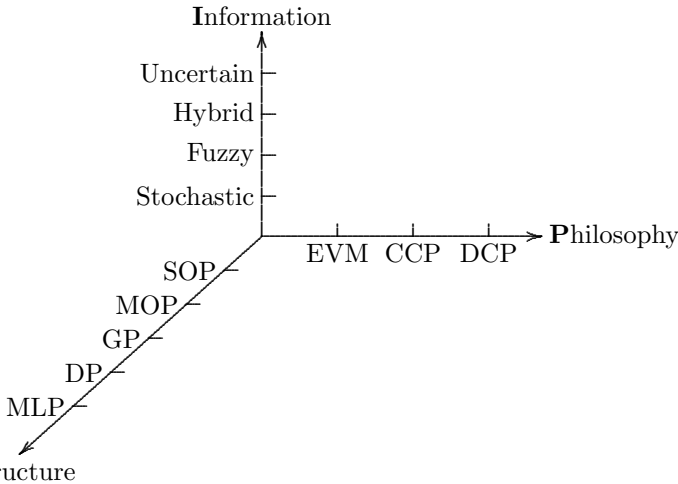 Information
Uncertain
Hybrid
Fuzzy
Stochastic
Philosophy
EVM CCP DCP
SOP
MOP
GP
DP
MLP
ructure